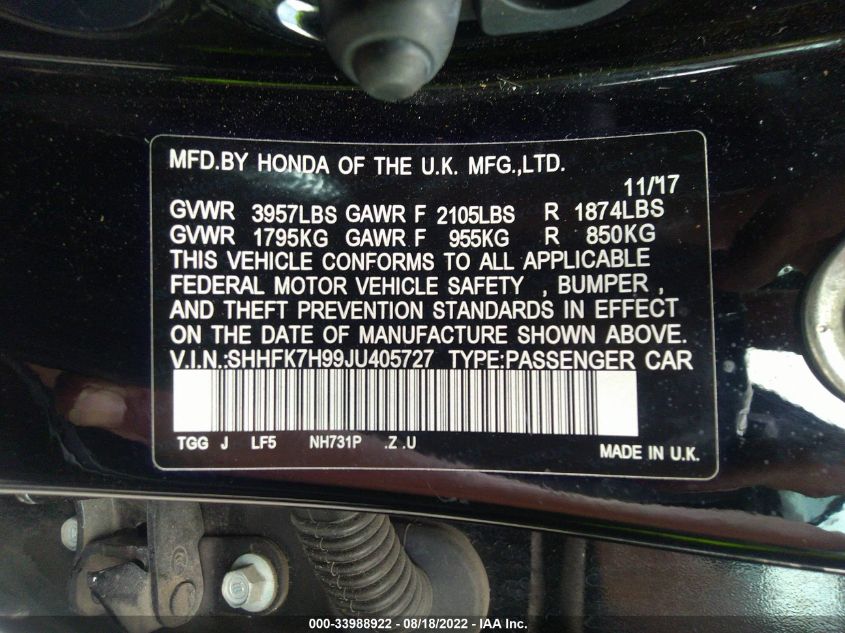 MFD.BY HONDA OF THE U.K. MFG.,LTD.
11/17
GVWR 3957LBS GAWR F 2105LBS R 1874LBS
GVWR 1795KG GAWR F 955KG R 850KG
THIS VEHICLE CONFORMS TO ALL APPLICABLE
FEDERAL MOTOR VEHICLE SAFETY , BUMPER ,
AND THEFT PREVENTION STANDARDS IN EFFECT
ON THE DATE OF MANUFACTURE SHOWN ABOVE.
V.I.N.:SHHFK7H99JU405727 TYPE:PASSENGER CAR
TGG J LF5 NH731P .Z .U
MADE IN U.K.
000-33988922 - 08/18/2022 - IAA Inc.